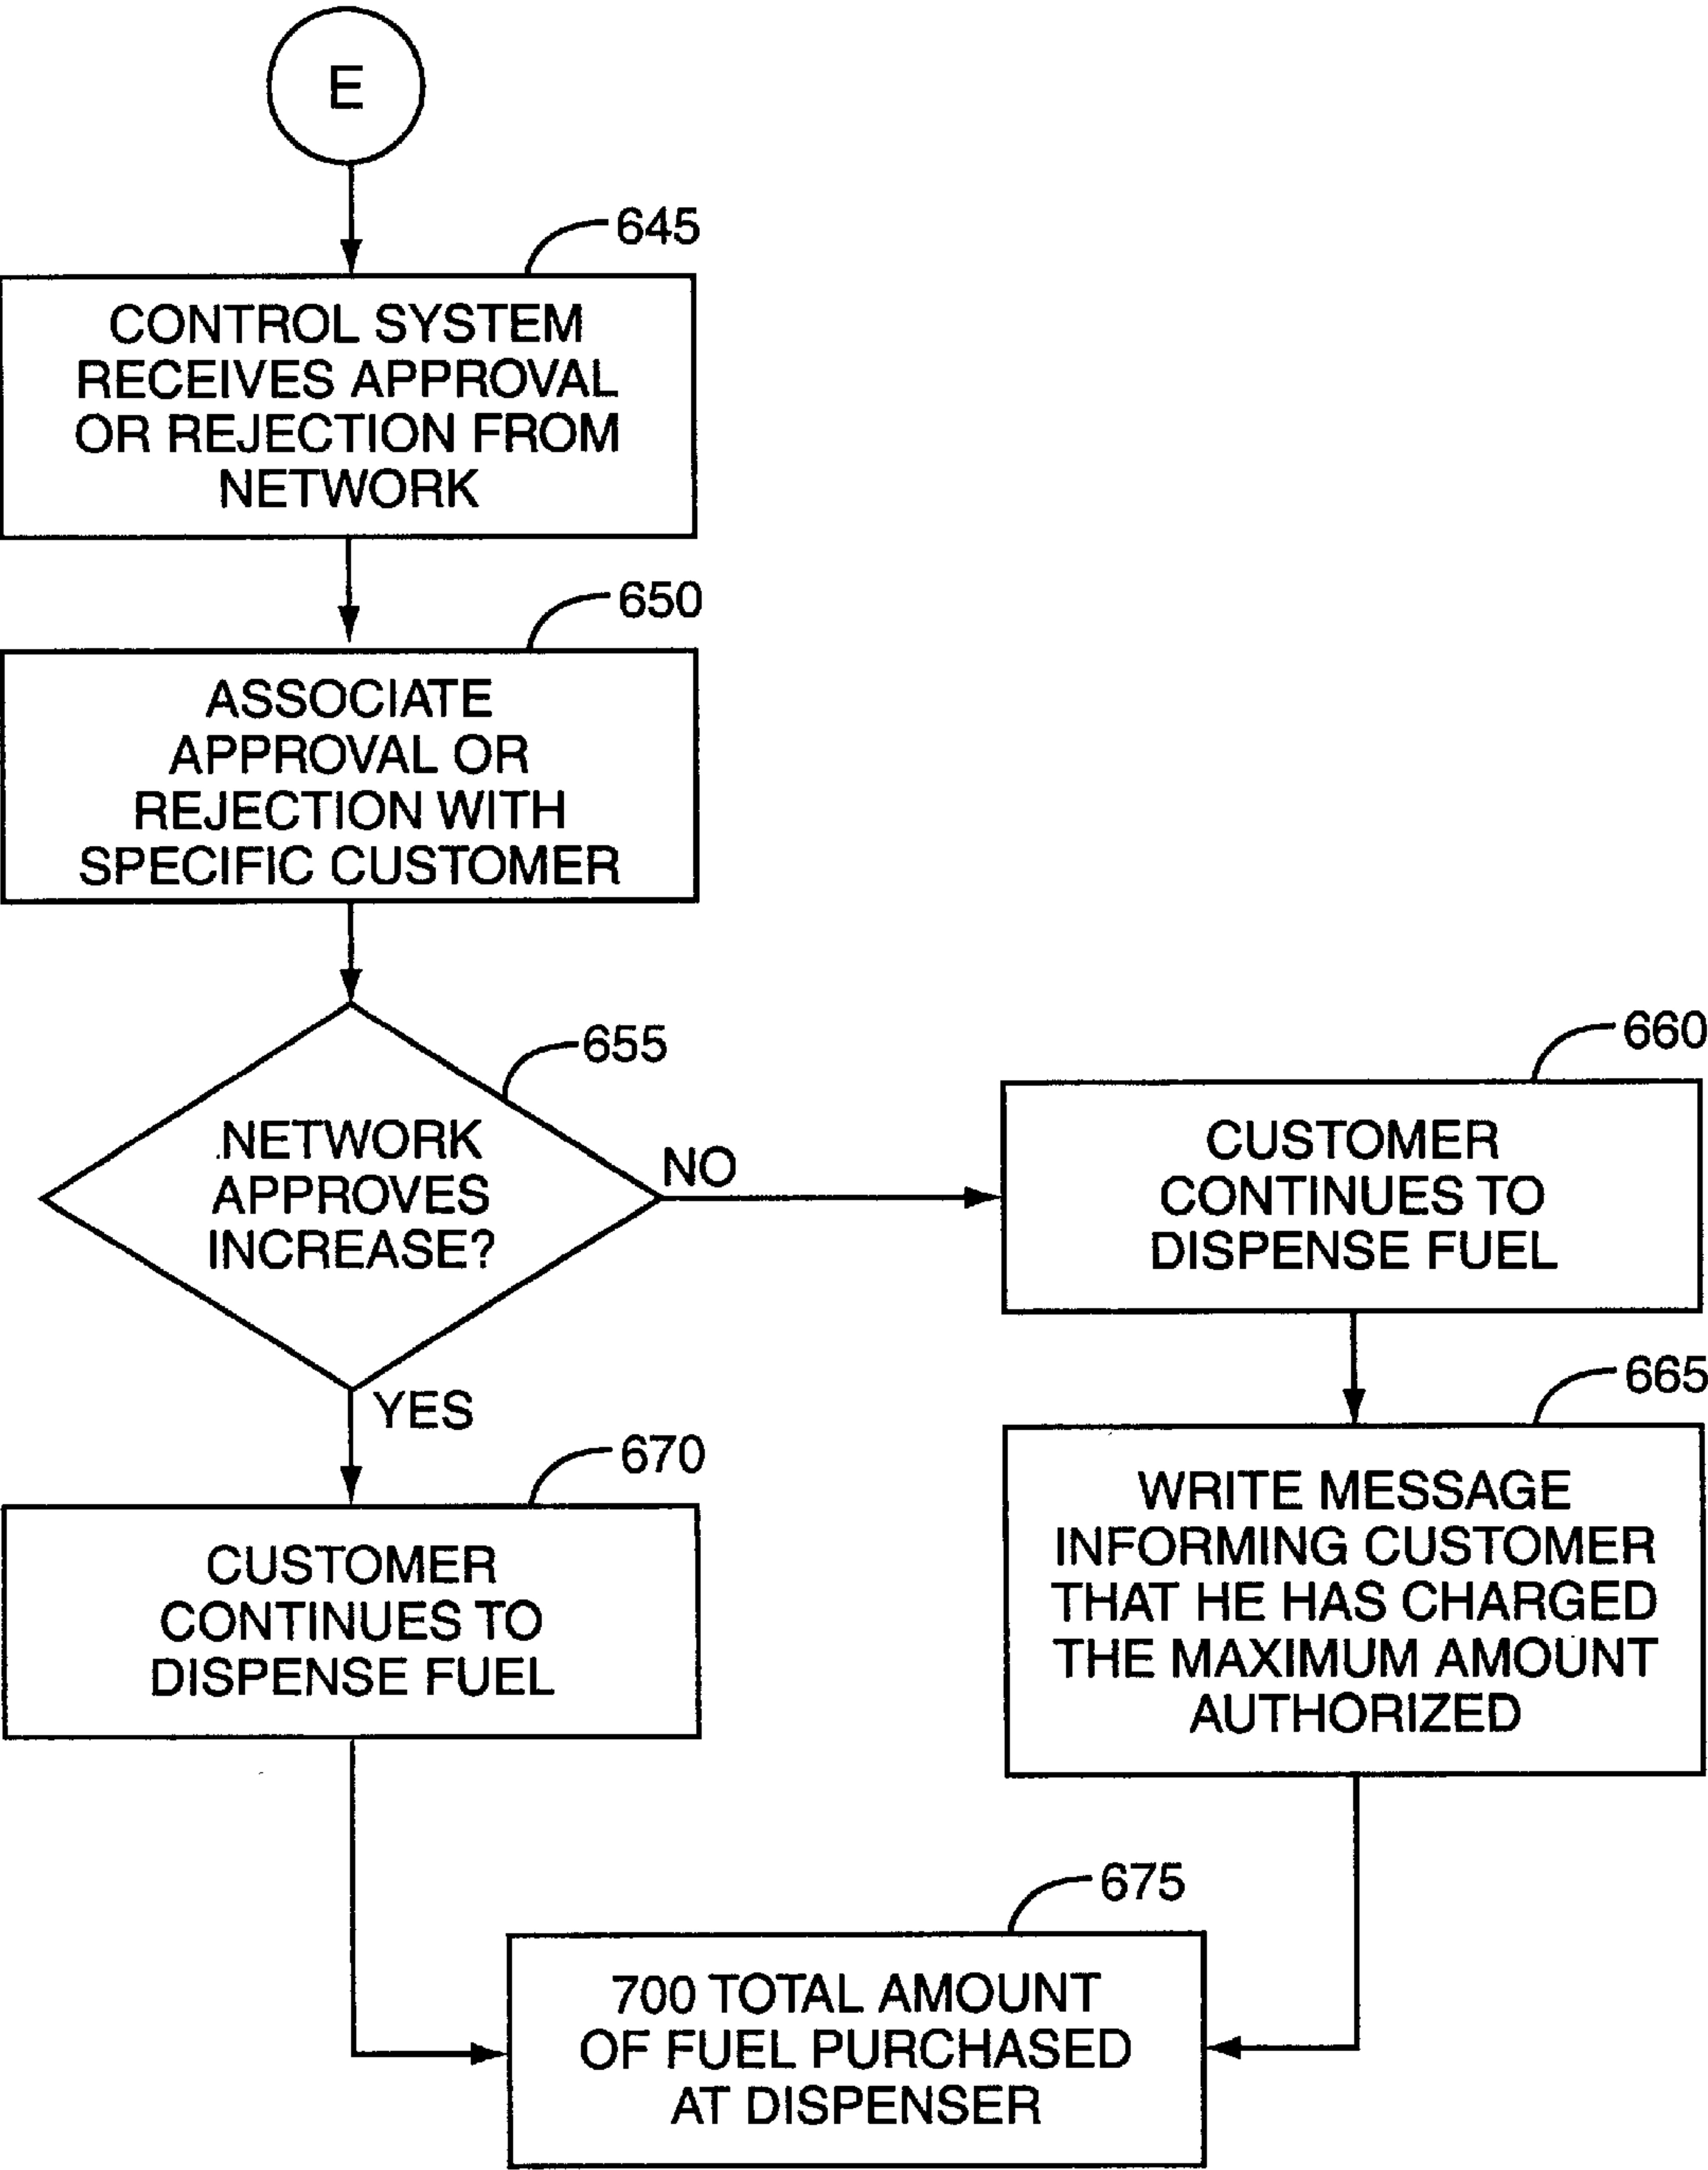 E
645
CONTROL SYSTEM
RECEIVES APPROVAL
OR REJECTION FROM
NETWORK
650
ASSOCIATE
APPROVAL OR
REJECTION WITH
SPECIFIC CUSTOMER
655
NETWORK
APPROVES
INCREASE?
NO
660
CUSTOMER
CONTINUES TO
DISPENSE FUEL
665
WRITE MESSAGE
INFORMING CUSTOMER
THAT HE HAS CHARGED
THE MAXIMUM AMOUNT
AUTHORIZED
YES
670
CUSTOMER
CONTINUES TO
DISPENSE FUEL
675
700 TOTAL AMOUNT
OF FUEL PURCHASED
AT DISPENSER